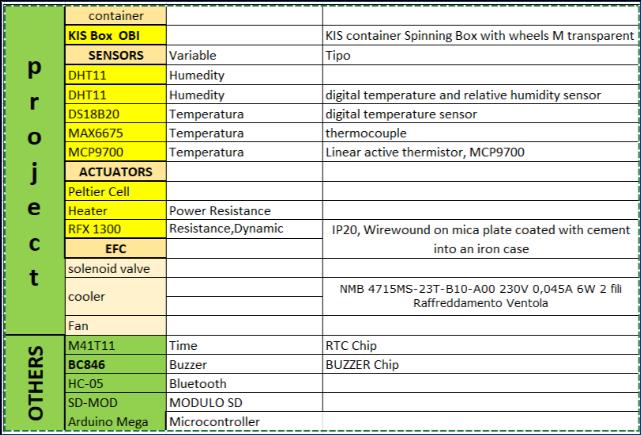 project
container
KIS Box OBI KIS container Spinning Box with wheels M transparent
SENSORS Variable Tipo
DHT11 Humedity
DHT11 Humedity digital temperature and relative humidity sensor
DS18B20 Temperatura digital temperature sensor
MAX6675 Temperatura thermocouple
MCP9700 Temperatura Linear active thermistor, MCP9700
ACTUATORS
Peltier Cell
Heater Power Resistance
RFX 1300 Resistance,Dynamic
IP20, Wirewound on mica plate coated with cement
into an iron case
EFC
solenoid valve
cooler
NMB 4715MS-23T-B10-A00 230V 0,045A 6W 2 fili
Raffreddamento Ventola
Fan
OTHERS
M41T11 Time RTC Chip
BC846 Buzzer BUZZER Chip
HC-05 Bluetooth
SD-MOD MODULO SD
Arduino Mega Microcontroller